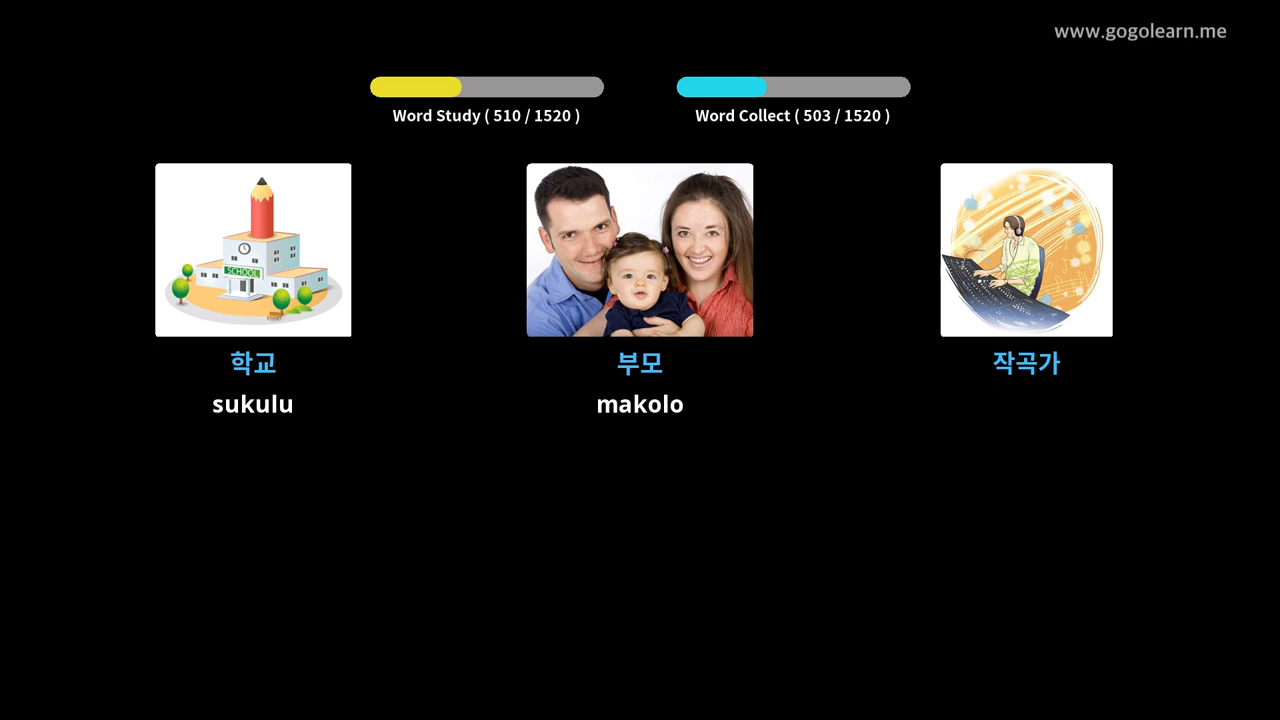 www.gogolearn.me
Word Study ( 510 / 1520 )
Word Collect ( 503 / 1520 )
SCHOOL
학교
부모
작곡가
sukulu
makolo